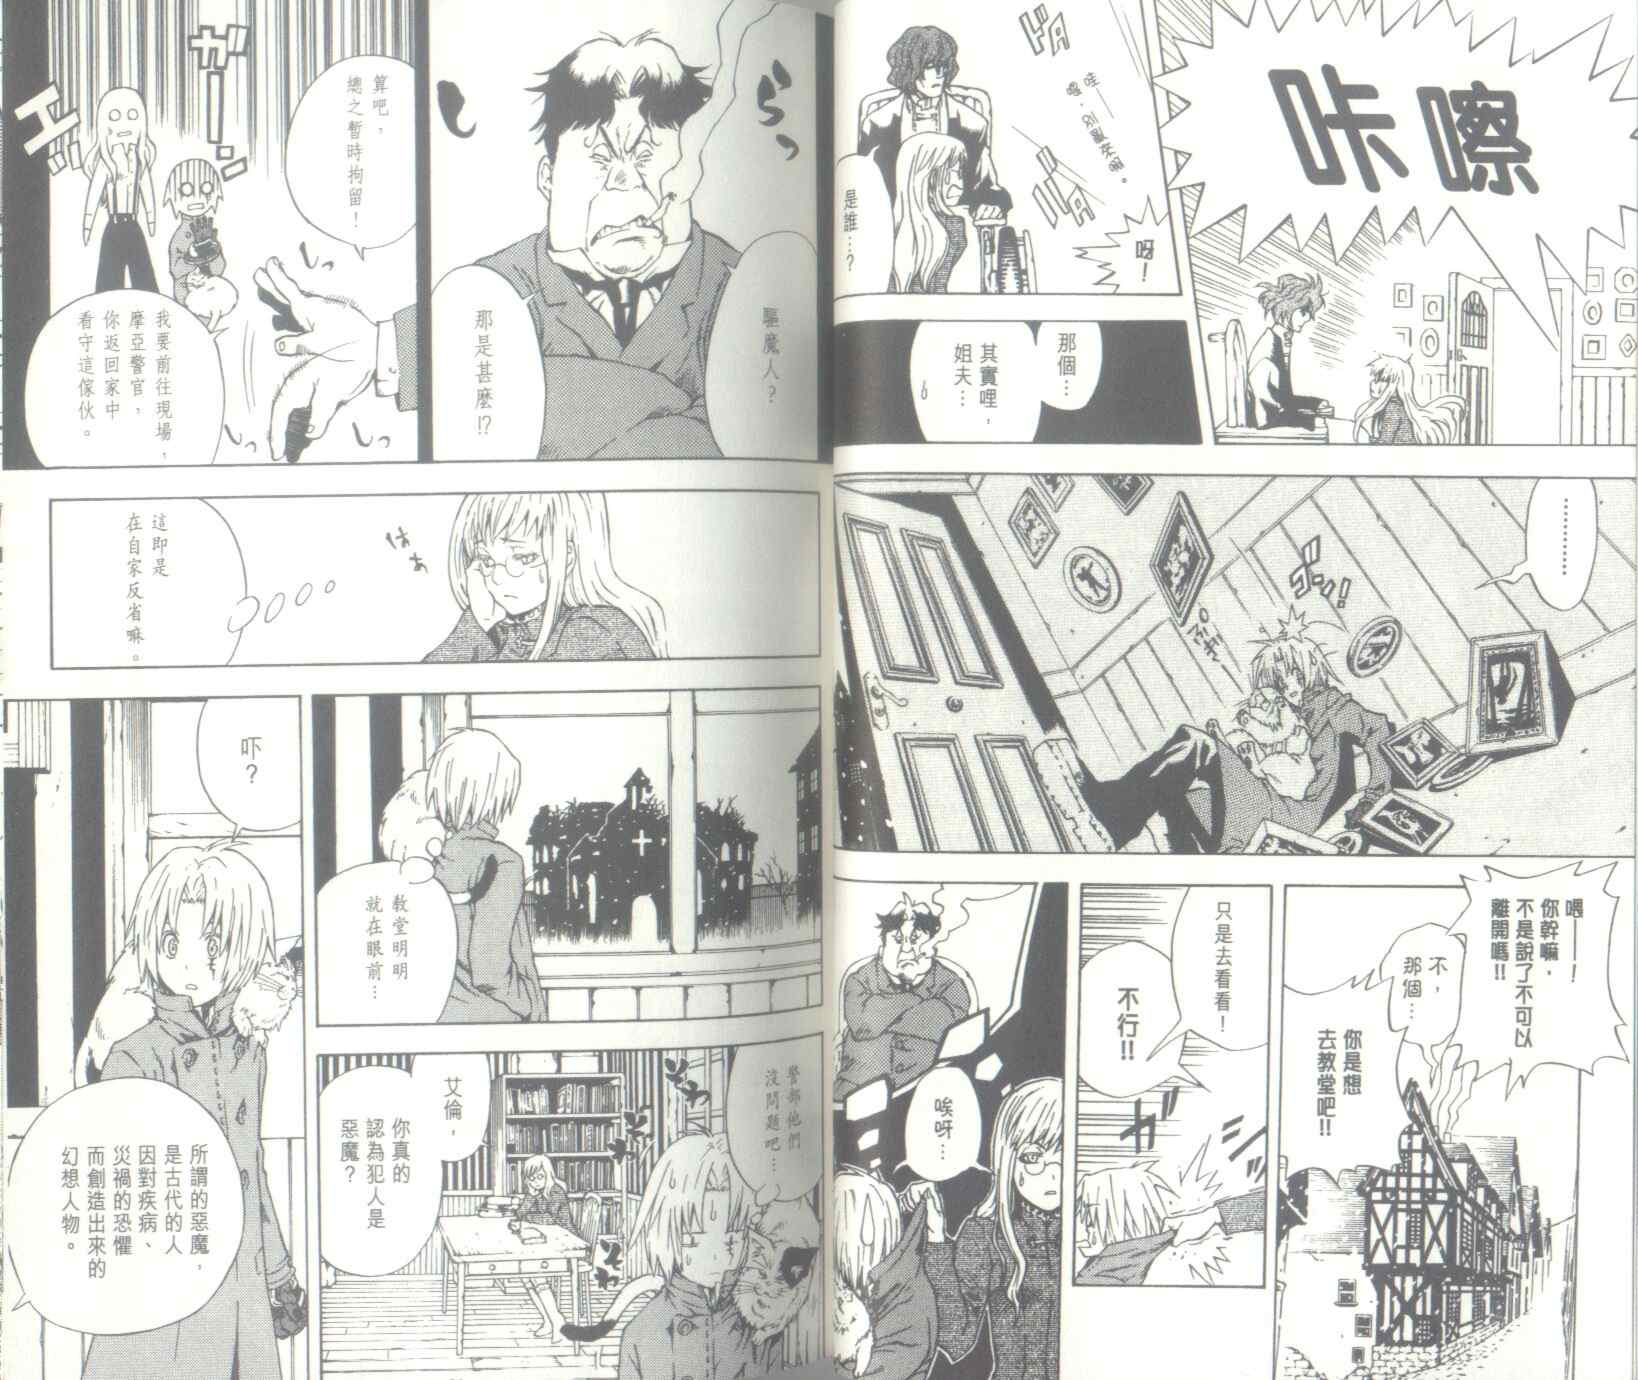 咔嚓
呀！
哇——
是誰…？
那個…
其實哩，
姐夫…
…………
喂——！
你幹嘛，
不是說了不可以
離開嗎!!
不，
那個…
你是想
去教堂吧!!
只是去看看！
不行!!
唉呀…
驅魔人？
那是甚麼!?
算吧，
總之暫時拘留！
我要前往現場，
摩亞警官，
你返回家中
看守這傢伙。
這即是
在自家反省嘛。
教堂明明
就在眼前…
吓？
警部他們
沒問題吧…
艾倫，
你真的
認為犯人是
惡魔？
所謂的惡魔，
是古代的人
因對疾病、
災禍的恐懼
而創造出來的
幻想人物。